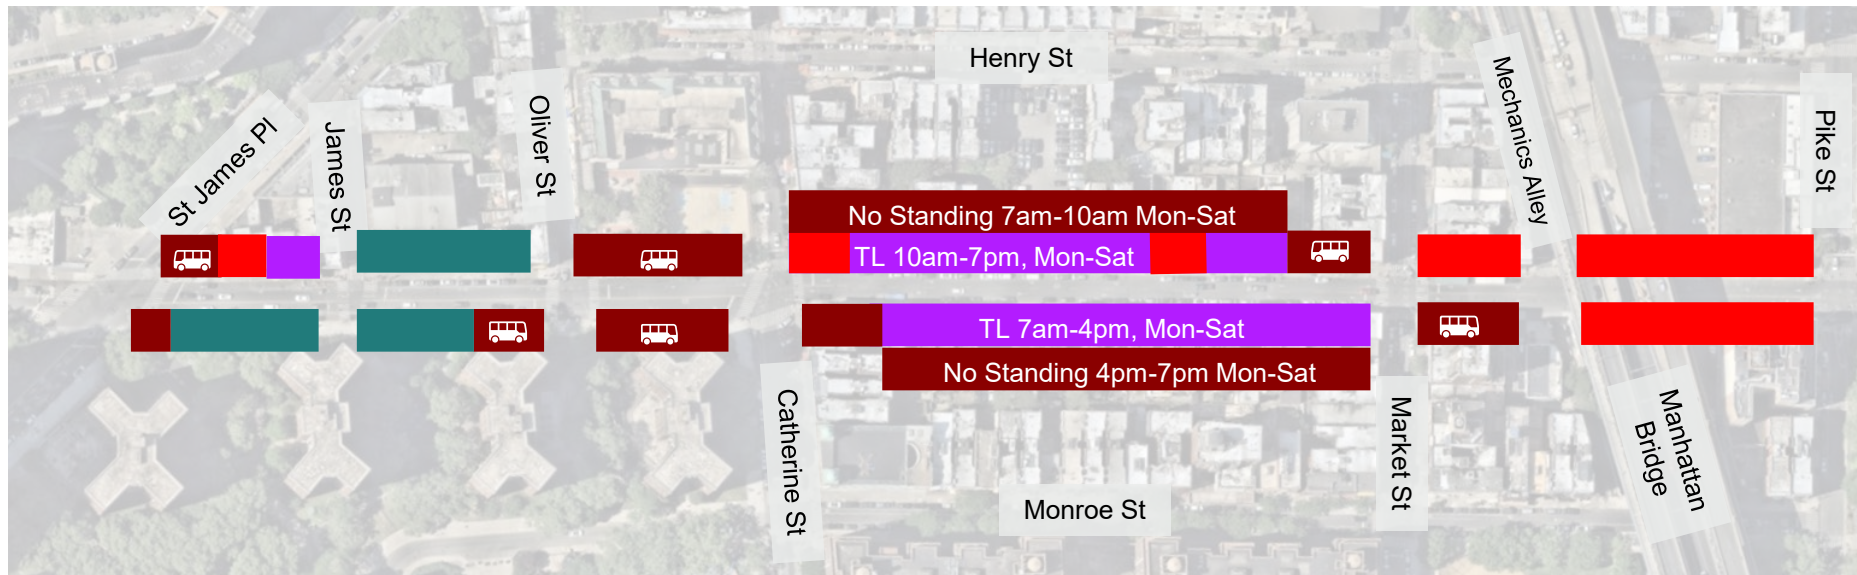 Henry St
St James Pl
James St
Oliver St
Mechanics Alley
Pike St
No Standing 7am-10am Mon-Sat
TL 10am-7pm, Mon-Sat
TL 7am-4pm, Mon-Sat
No Standing 4pm-7pm Mon-Sat
Catherine St
Market St
Manhattan
Bridge
Monroe St